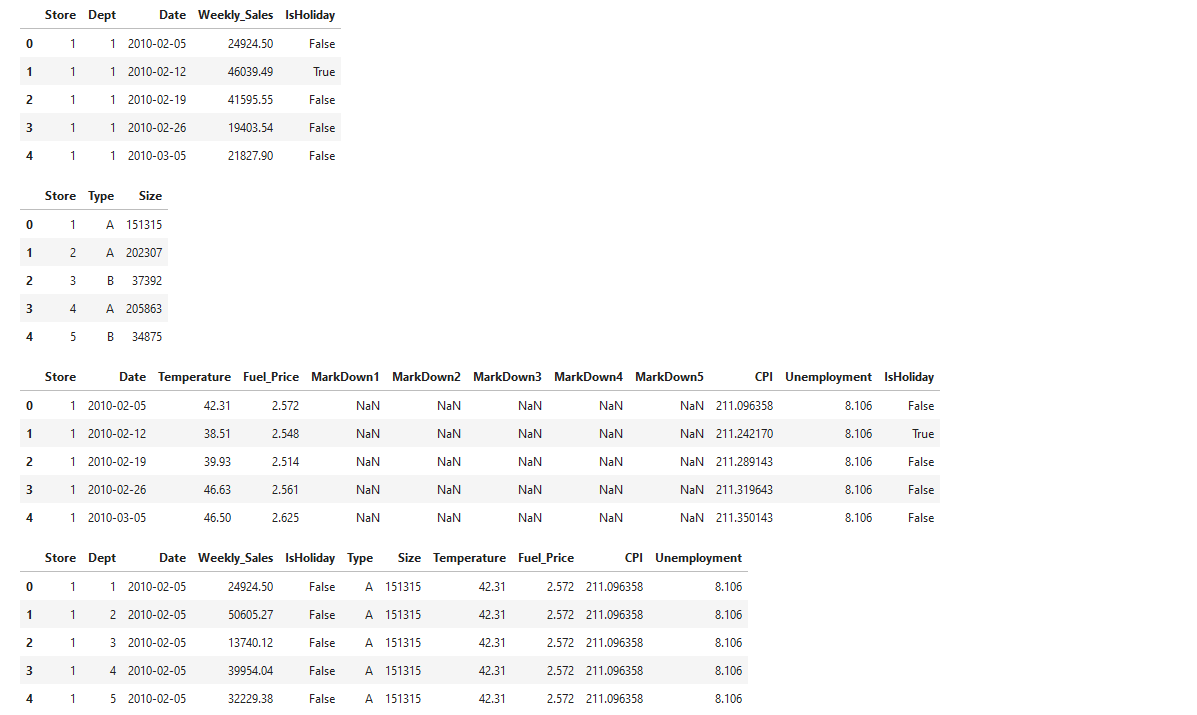 Store Dept Date Weekly_Sales IsHoliday
0 1 1 2010-02-05 24924.50 False
1 1 1 2010-02-12 46039.49 True
2 1 1 2010-02-19 41595.55 False
3 1 1 2010-02-26 19403.54 False
4 1 1 2010-03-05 21827.90 False
Store Type Size
0 1 A 151315
1 2 A 202307
2 3 B 37392
3 4 A 205863
4 5 B 34875
Store Date Temperature Fuel_Price MarkDown1 MarkDown2 MarkDown3 MarkDown4 MarkDown5 CPI Unemployment IsHoliday
0 1 2010-02-05 42.31 2.572 NaN NaN NaN NaN NaN 211.096358 8.106 False
1 1 2010-02-12 38.51 2.548 NaN NaN NaN NaN NaN 211.242170 8.106 True
2 1 2010-02-19 39.93 2.514 NaN NaN NaN NaN NaN 211.289143 8.106 False
3 1 2010-02-26 46.63 2.561 NaN NaN NaN NaN NaN 211.319643 8.106 False
4 1 2010-03-05 46.50 2.625 NaN NaN NaN NaN NaN 211.350143 8.106 False
Store Dept Date Weekly_Sales IsHoliday Type Size Temperature Fuel_Price CPI Unemployment
0 1 1 2010-02-05 24924.50 False A 151315 42.31 2.572 211.096358 8.106
1 1 2 2010-02-05 50605.27 False A 151315 42.31 2.572 211.096358 8.106
2 1 3 2010-02-05 13740.12 False A 151315 42.31 2.572 211.096358 8.106
3 1 4 2010-02-05 39954.04 False A 151315 42.31 2.572 211.096358 8.106
4 1 5 2010-02-05 32229.38 False A 151315 42.31 2.572 211.096358 8.106